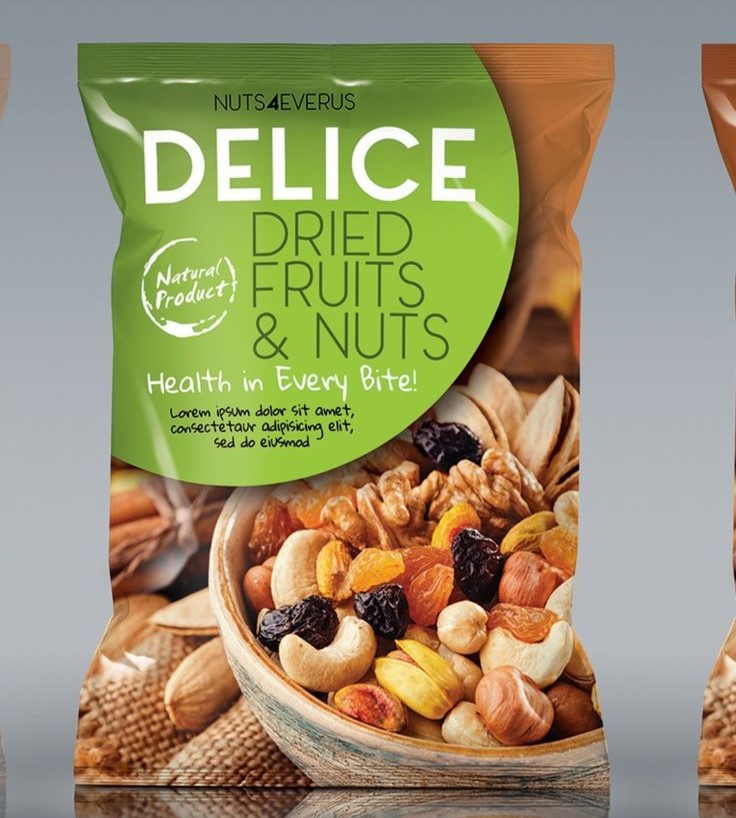 NUTS4EVERUS
DELICE
DRIED
FRUITS
& NUTS
Natural
Product
Health in Every Bite!
Lorem ipsum dolor sit amet,
consectetaur adipisicing elit,
sed do eiusmod